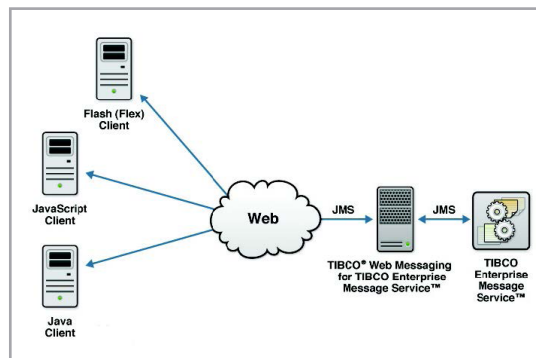 Flash (Flex)
Client
JavaScript
Client
Java
Client
Web
JMS
TIBCO® Web Messaging
for TIBCO Enterprise
Message Service™
JMS
TIBCO
Enterprise
Message
Service™